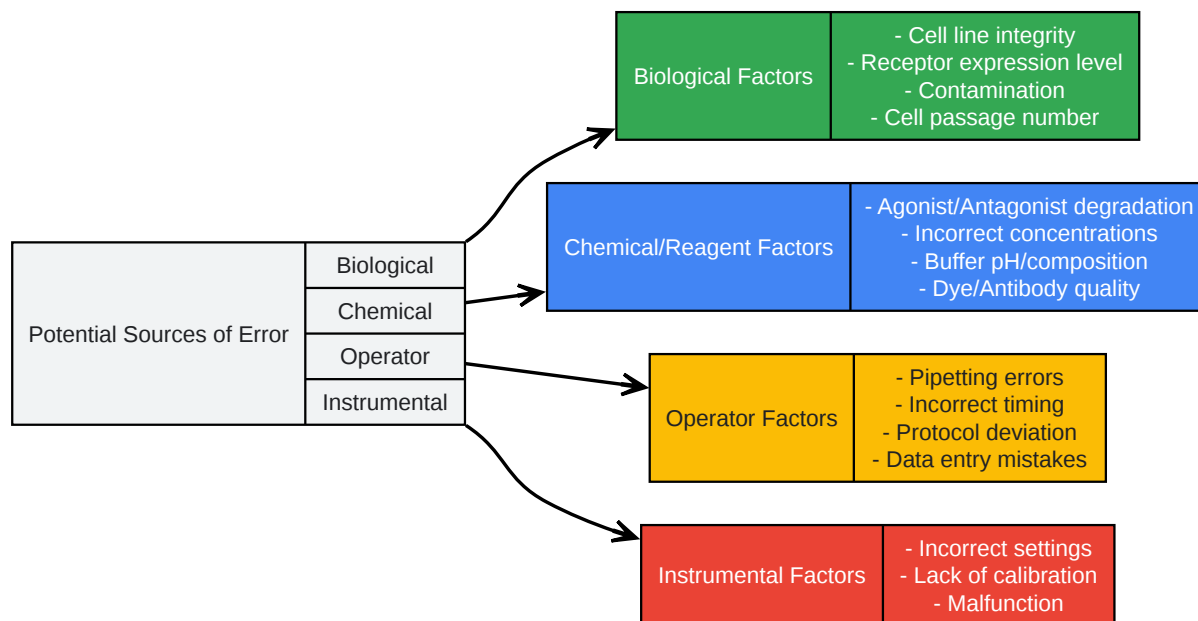 Potential Sources of Error
Biological
Chemical
Operator
Instrumental
Biological Factors
- Cell line integrity
- Receptor expression level
- Contamination
- Cell passage number
Chemical/Reagent Factors
- Agonist/Antagonist degradation
- Incorrect concentrations
- Buffer pH/composition
- Dye/Antibody quality
Operator Factors
- Pipetting errors
- Incorrect timing
- Protocol deviation
- Data entry mistakes
Instrumental Factors
- Incorrect settings
- Lack of calibration
- Malfunction